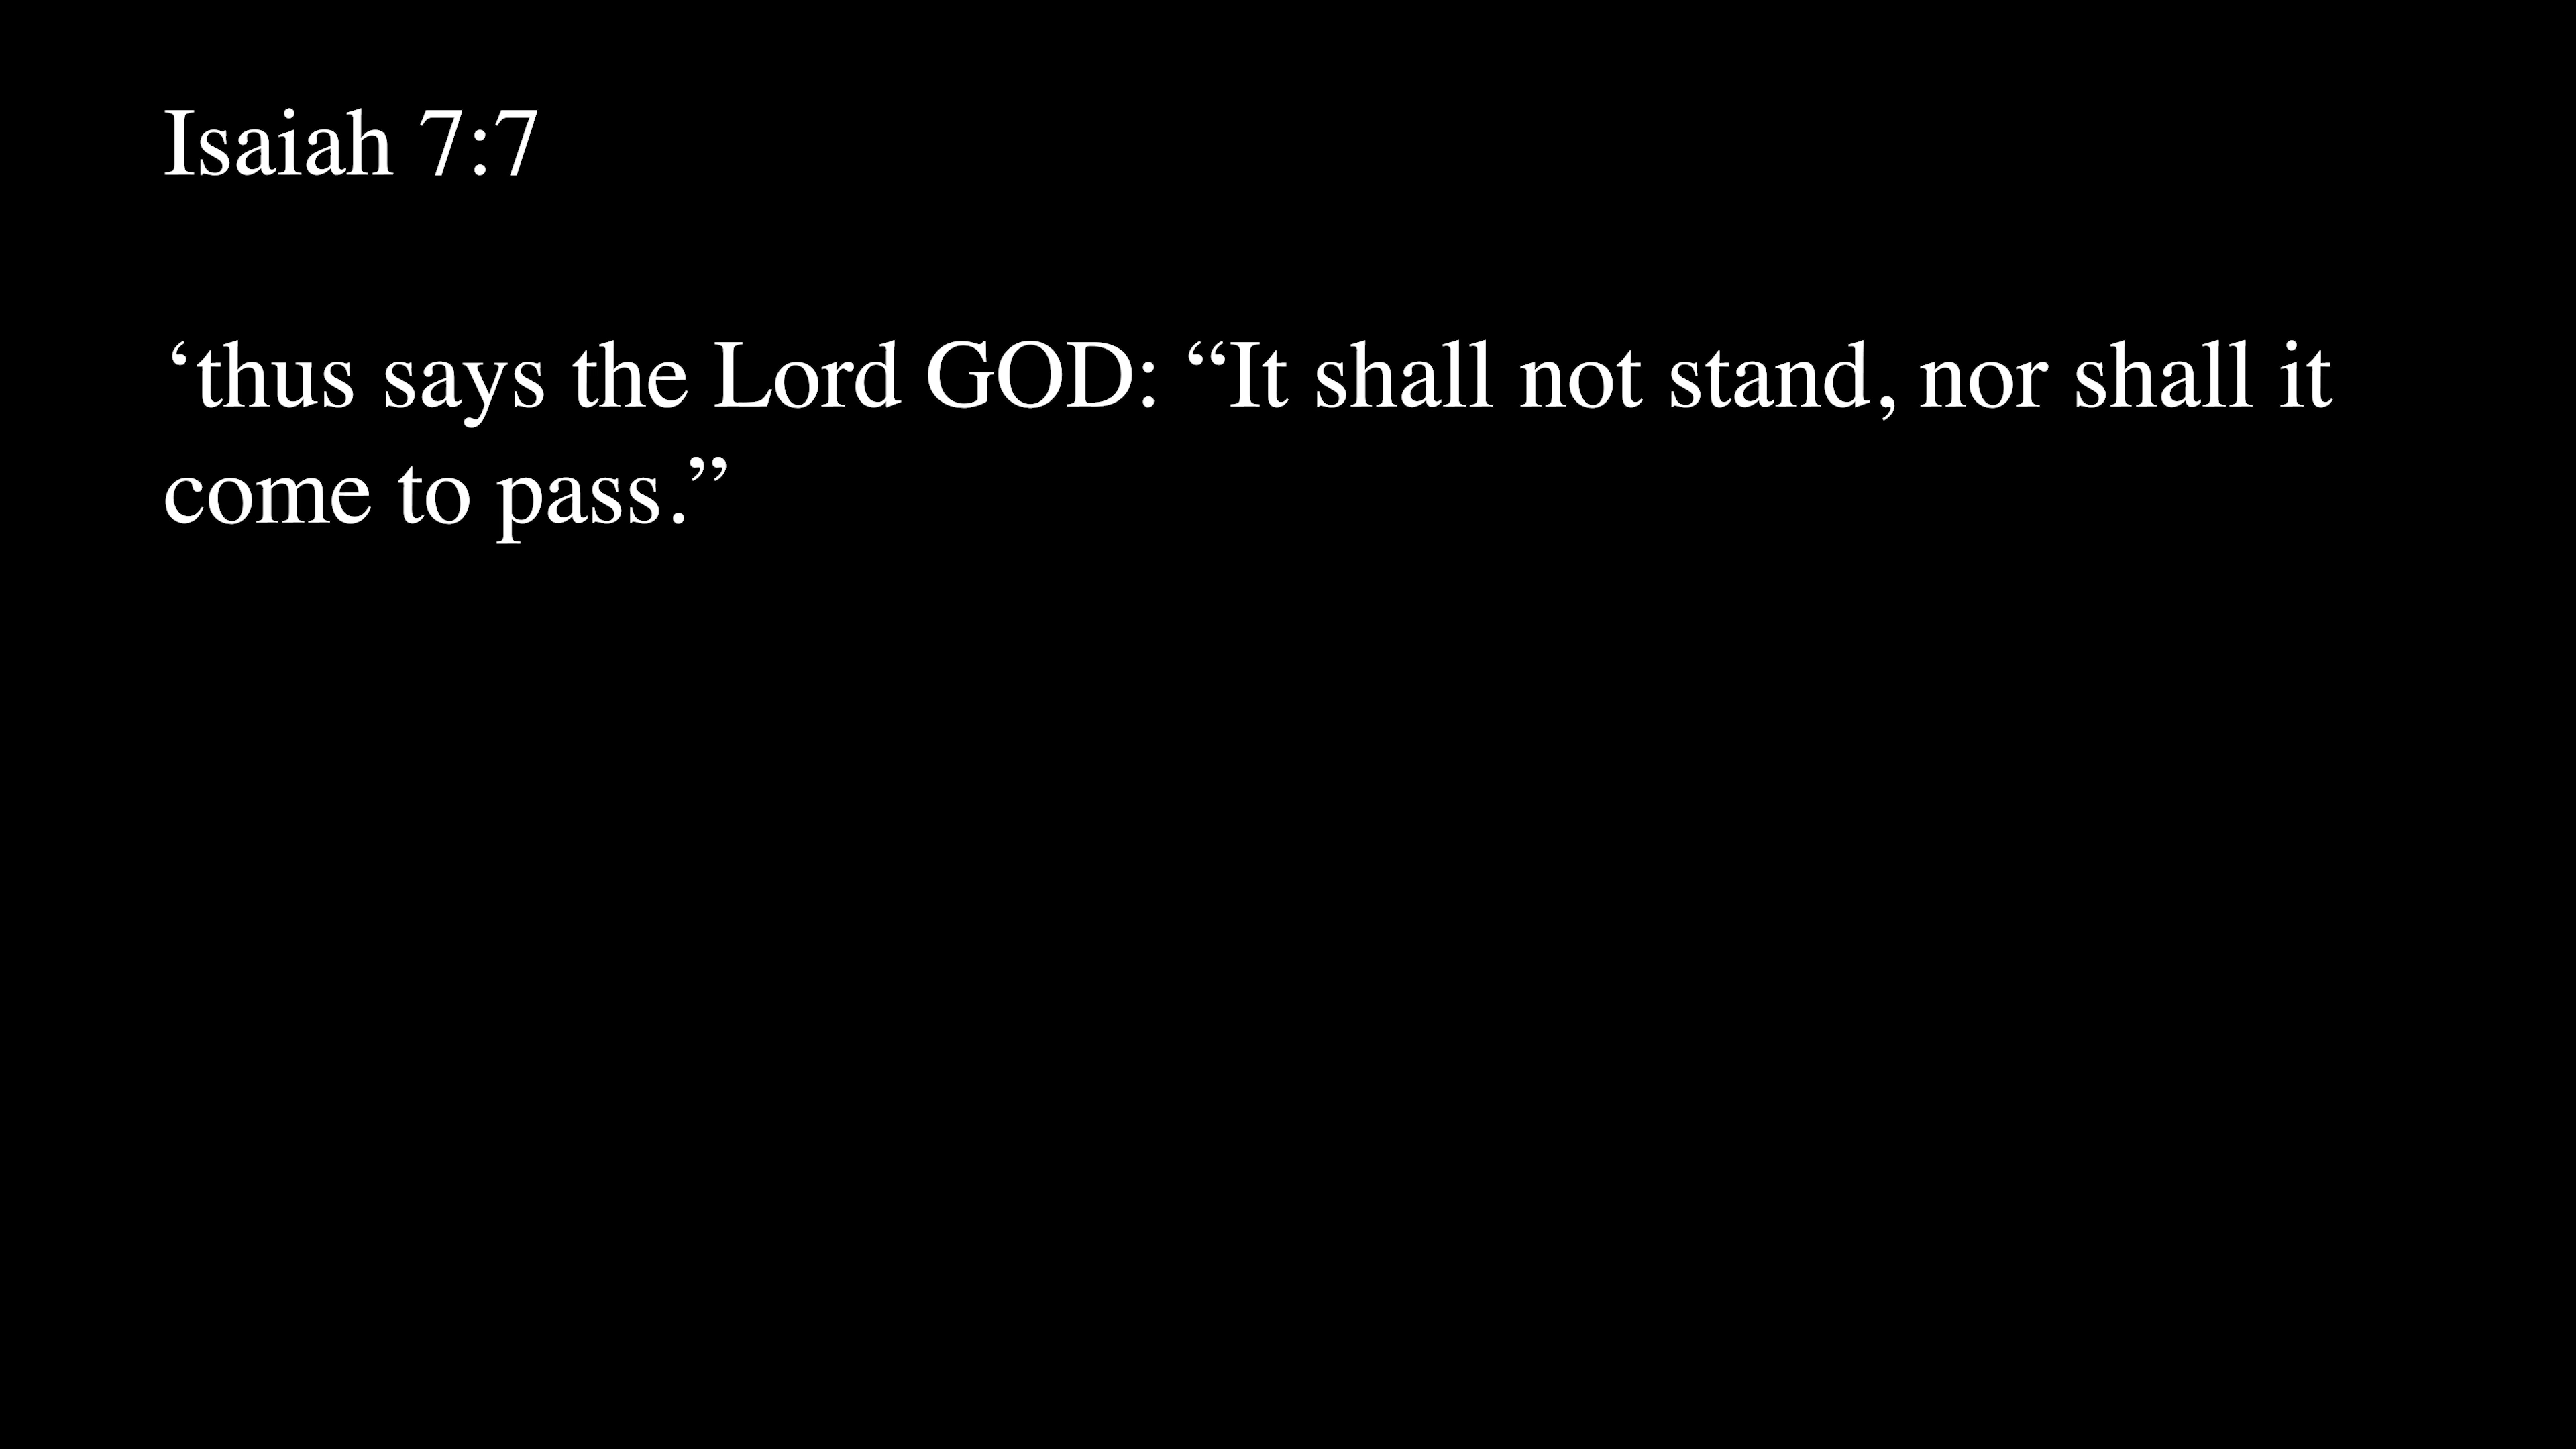 Isaiah 7:7
‘thus says the Lord GOD: “It shall not stand, nor shall it
come to pass.”